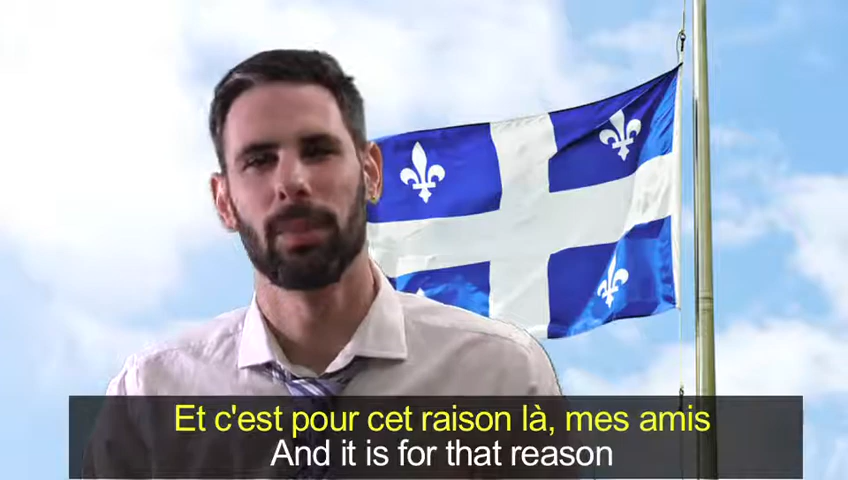 Et c'est pour cet raison là, mes amis
And it is for that reason